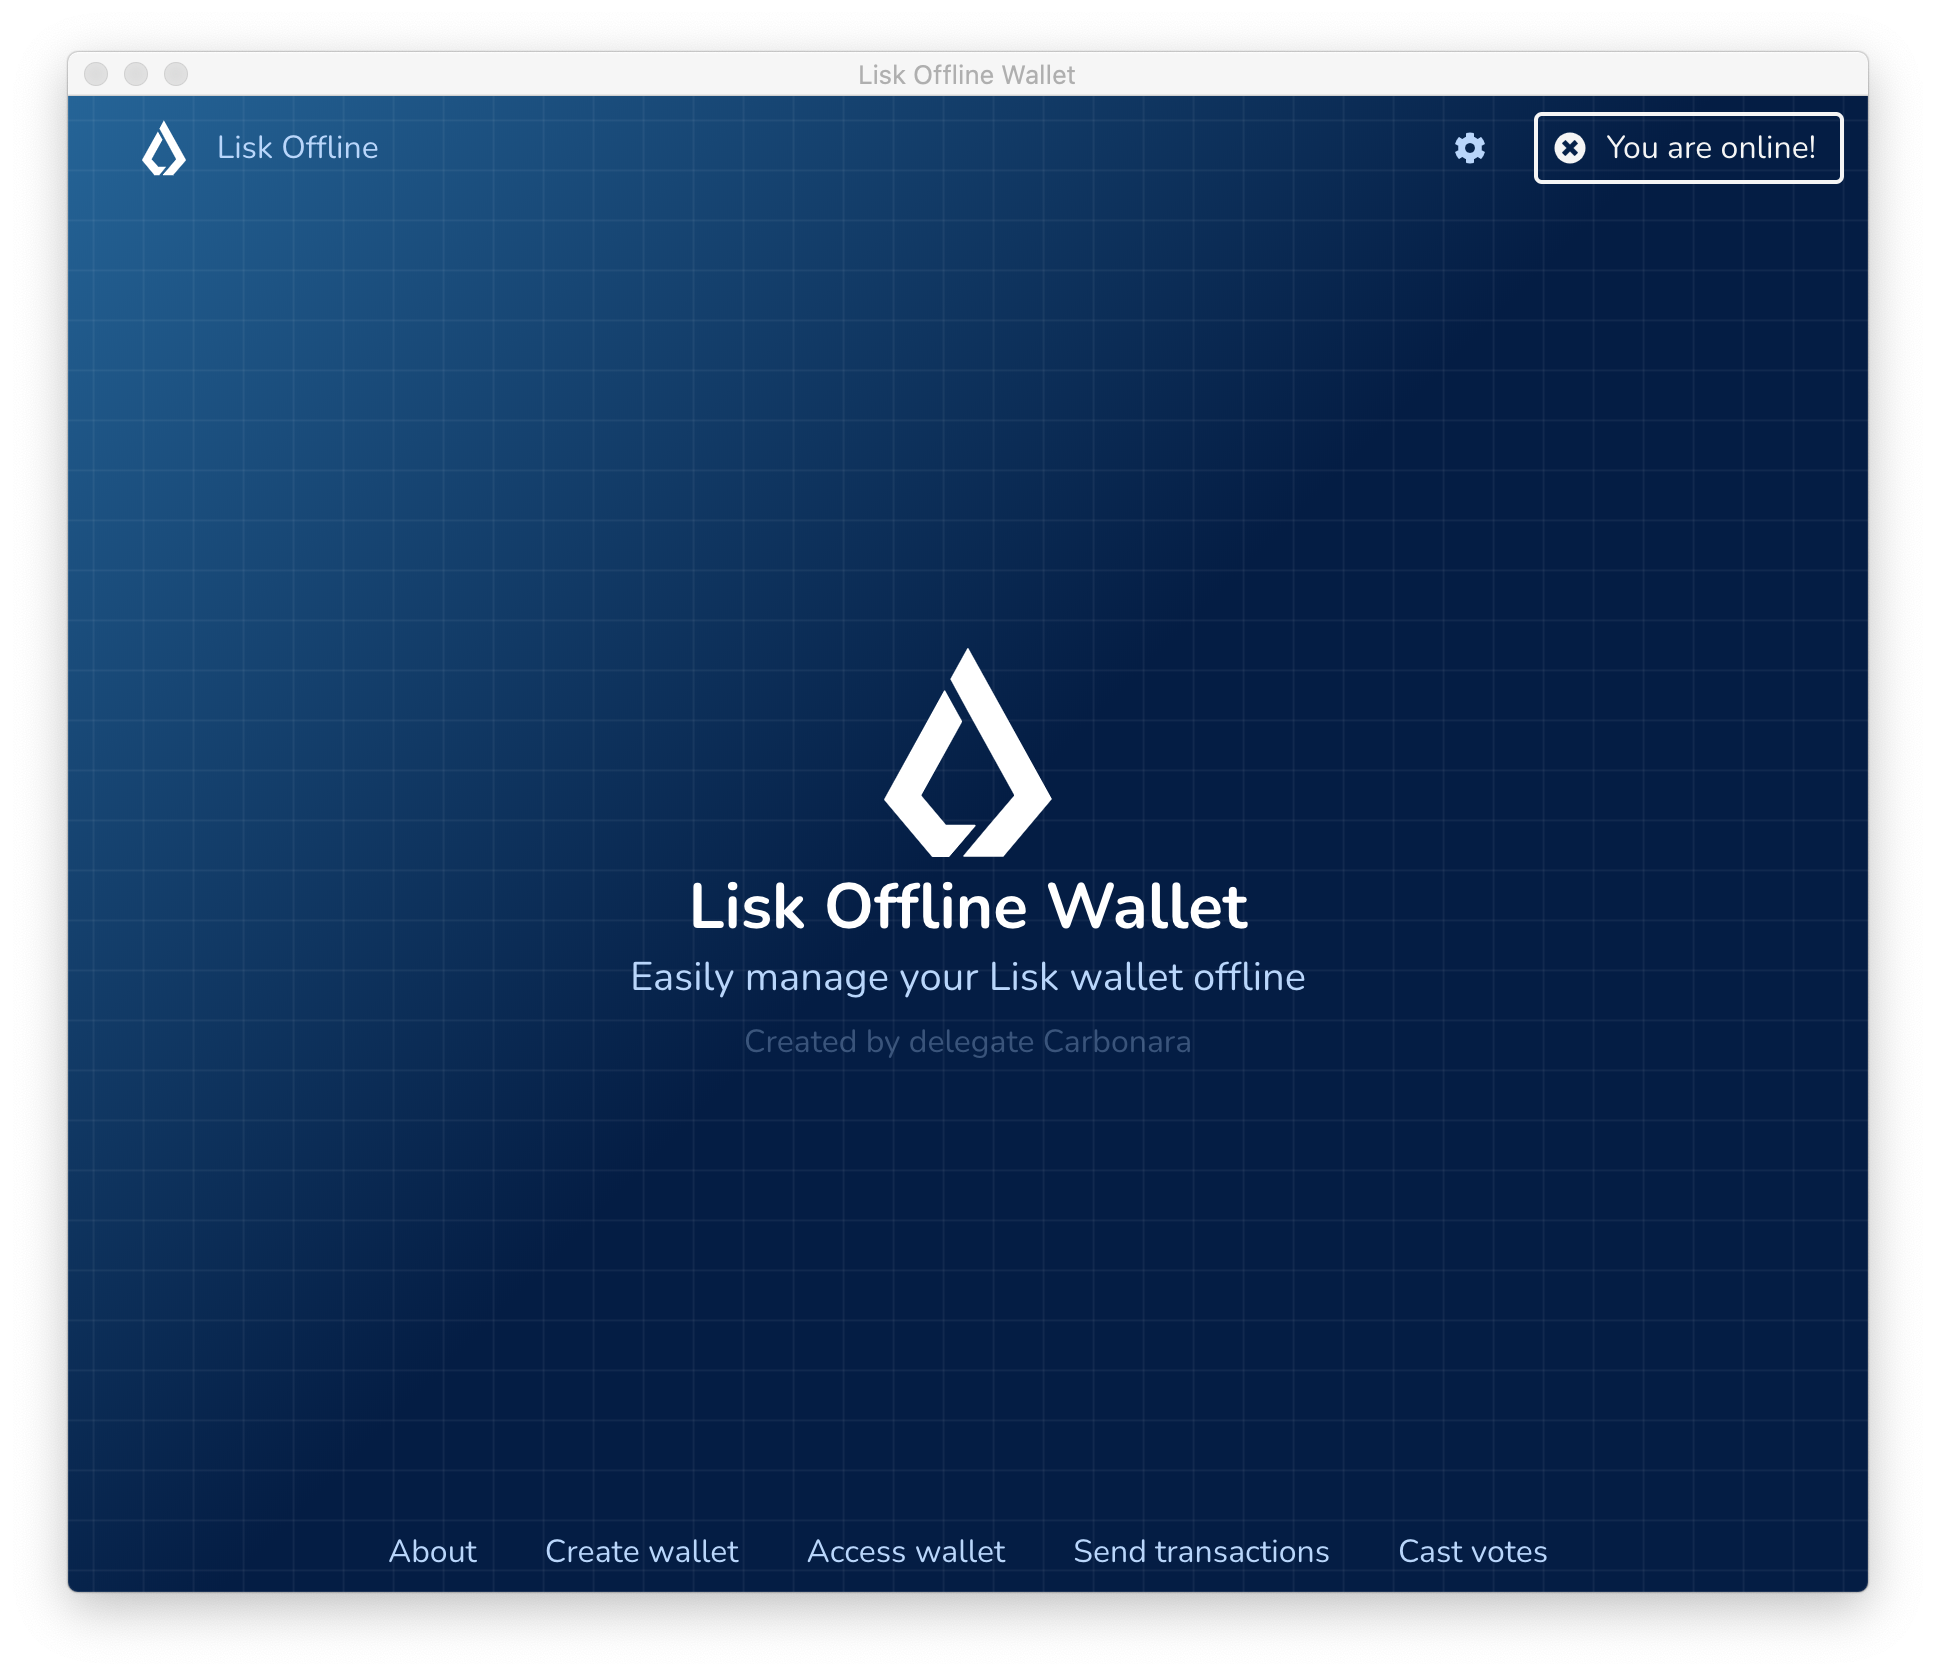 Lisk Offline Wallet
Lisk Offline
You are online!
Lisk Offline Wallet
Easily manage your Lisk wallet offline
Created by delegate Carbonara
About
Create wallet
Access wallet
Send transactions
Cast votes